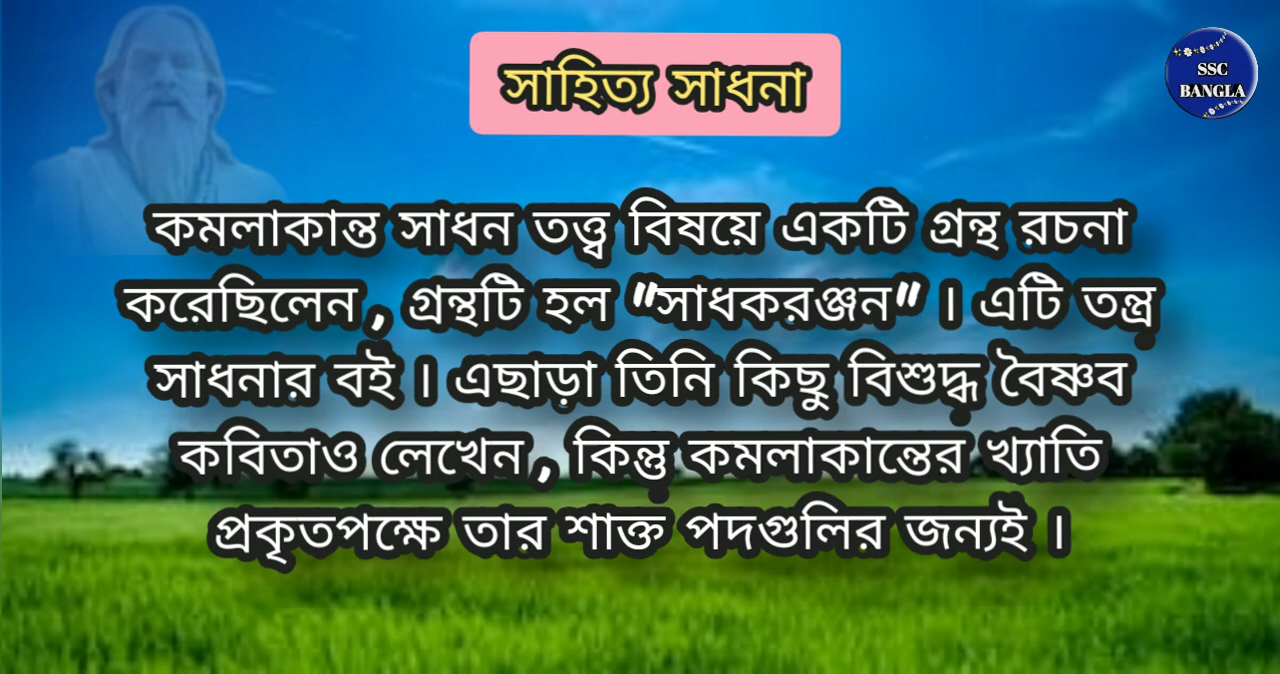 সাহিত্য সাধনা
SSC
BANGLA
কমলাকান্ত সাধন তত্ত্ব বিষয়ে একটি গ্রন্থ রচনা
করেছিলেন , গ্রন্থটি হল "সাধকরঞ্জন" । এটি তন্ত্র
সাধনার বই । এছাড়া তিনি কিছু বিশুদ্ধ বৈষ্ণব
কবিতাও লেখেন , কিন্তু কমলাকান্তের খ্যাতি
প্রকৃতপক্ষে তার শাক্ত পদগুলির জন্যই ।